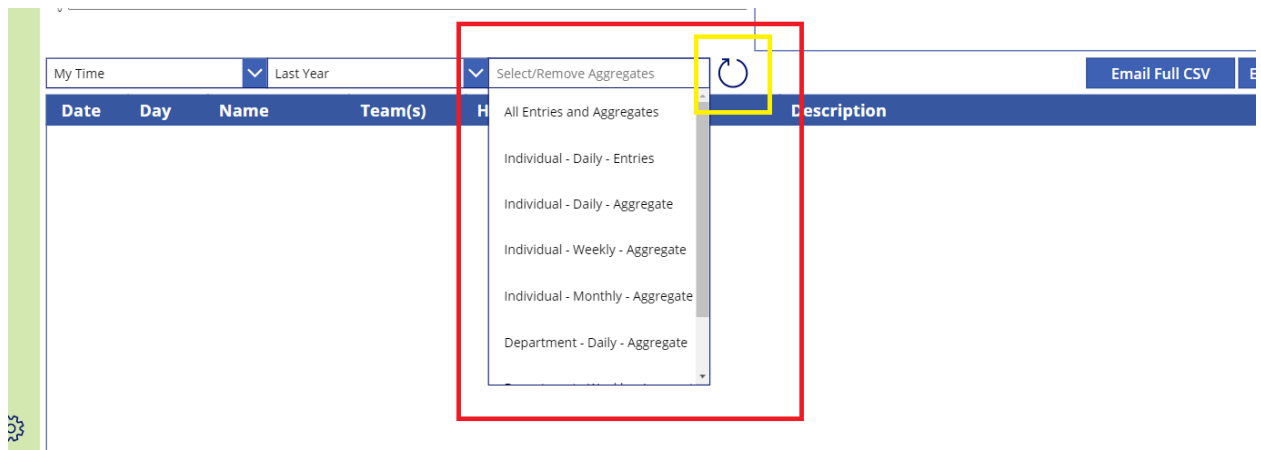 My Time
Last Year
Select/Remove Aggregates
Email Full CSV
Date Day Name Team(s) H Description
All Entries and Aggregates
Individual - Daily - Entries
Individual - Daily - Aggregate
Individual - Weekly - Aggregate
Individual - Monthly - Aggregate
Department - Daily - Aggregate